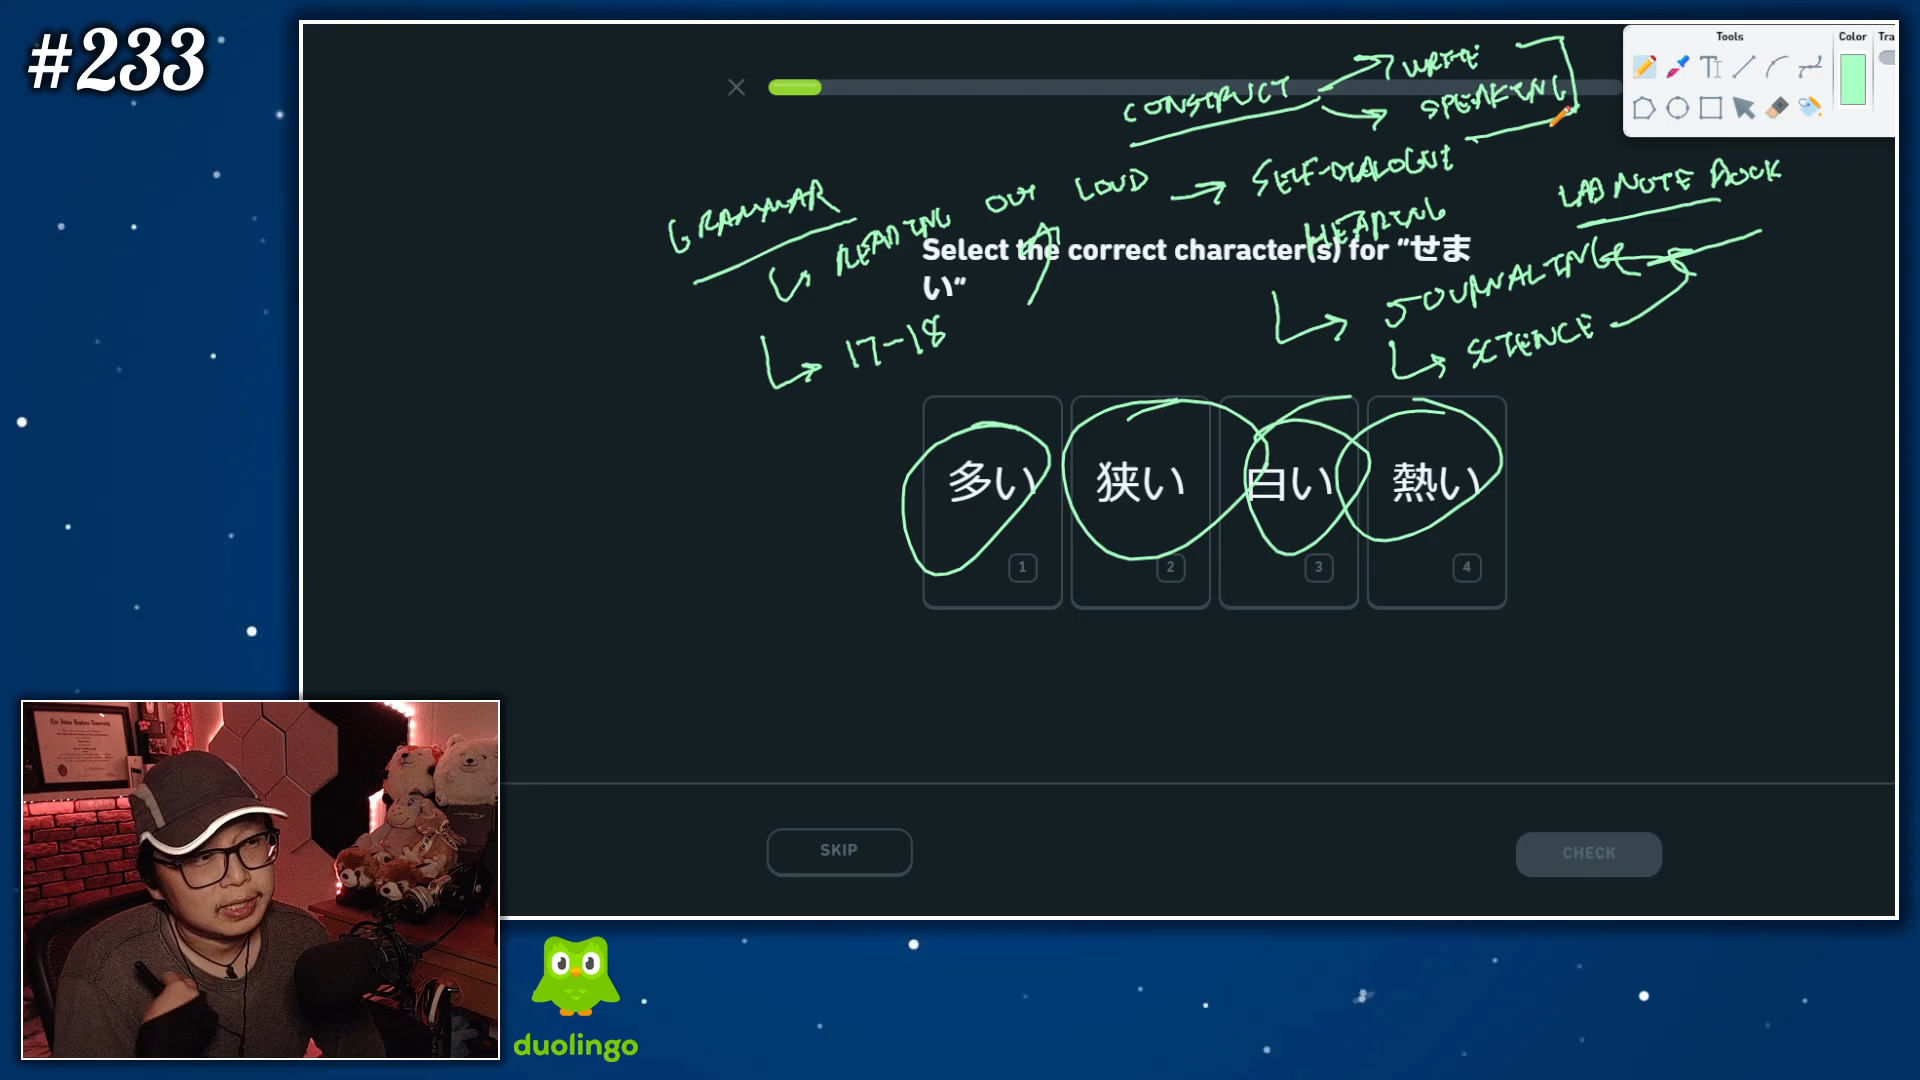 #233
Tools
Color
Tra
CONSTRUCT
WRITE
SPEAKING
GRAMMAR
READING OUT LOUD
SELF-DIALOGUE
LAB NOTE BOOK
HEARING
Select the correct character(s) for "せま
い"
JOURNALING
SCIENCE
17-18
多い
1
狭い
2
白い
3
熱い
4
SKIP
CHECK
duolingo